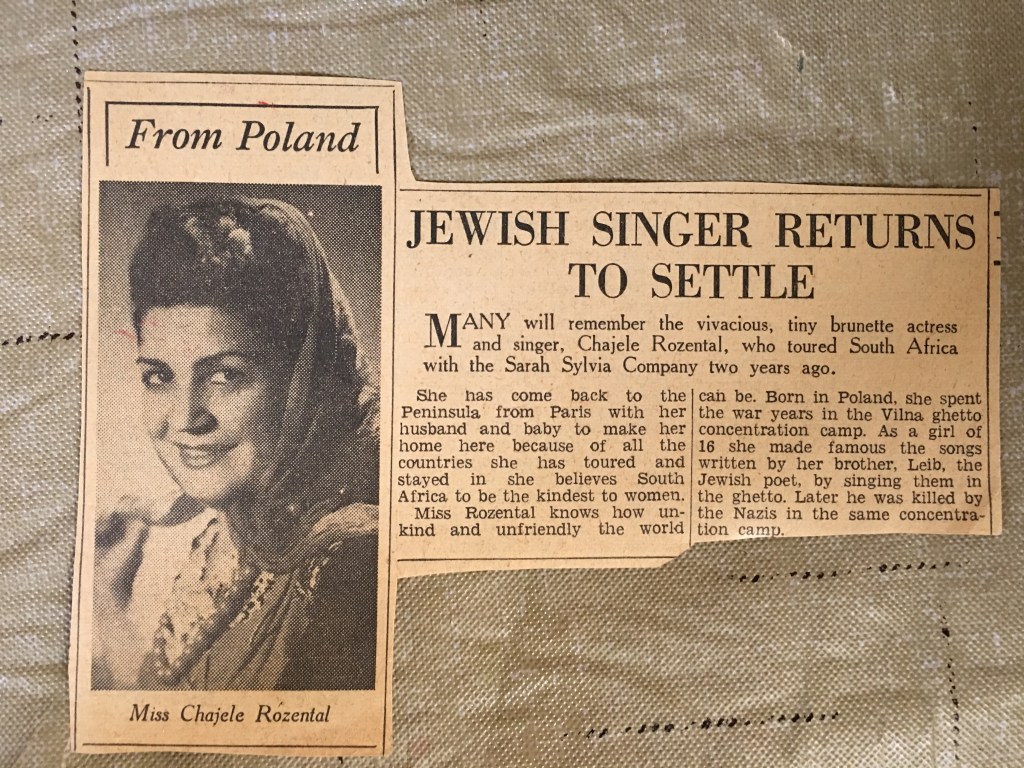 From Poland
Miss Chajele Rozental
JEWISH SINGER RETURNS
TO SETTLE
MANY will remember the vivacious, tiny brunette actress
and singer, Chajele Rozental, who toured South Africa
with the Sarah Sylvia Company two years ago.
She has come back to the
Peninsula from Paris with her
husband and baby to make her
home here because of all the
countries she has toured and
stayed in she believes South
Africa to be the kindest to women.
Miss Rozental knows how un-
kind and unfriendly the world
can be. Born in Poland, she spent
the war years in the Vilna ghetto
concentration camp. As a girl of
16 she made famous the songs
written by her brother, Leib, the
Jewish poet, by singing them in
the ghetto. Later he was killed by
the Nazis in the same concentra-
tion camp.